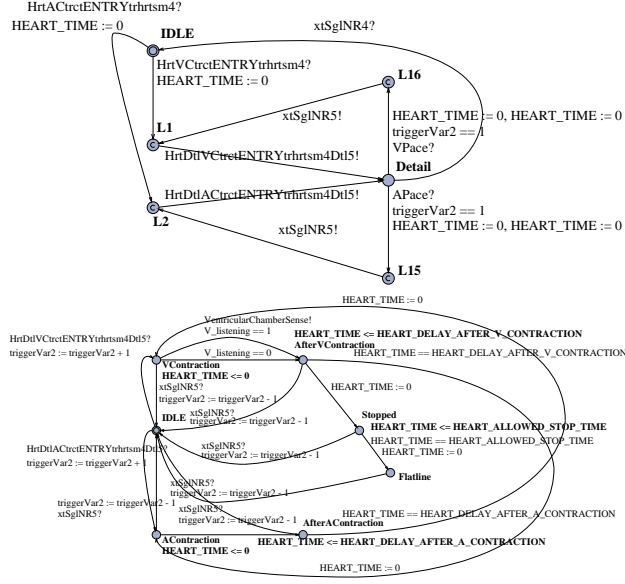 HrtACtrctENTRYtrhrtsm4?
HEART_TIME := 0
IDLE
xtSglNR4?
HrtVCtrctENTRYtrhrtsm4?
HEART_TIME := 0
L16
xtSglNR5!
HEART_TIME := 0, HEART_TIME := 0
triggerVar2 == 1
VPace?
L1
HrtDtlVCtrctENTRYtrhrtsm4Dtl5!
Detail
HrtDtlACtrctENTRYtrhrtsm4Dtl5!
L2
APace?
triggerVar2 == 1
HEART_TIME := 0, HEART_TIME := 0
xtSglNR5!
L15
HEART_TIME := 0
VentricularChamberSense!
V_listening == 1
HEART_TIME <= HEART_DELAY_AFTER_V_CONTRACTION
AfterVContraction
HrtDtlVCtrctENTRYtrhrtsm4Dtl5?
triggerVar2 := triggerVar2 + 1
V_listening == 0
HEART_TIME == HEART_DELAY_AFTER_V_CONTRACTION
VContraction
HEART_TIME <= 0
xtSglNR5?
triggerVar2 := triggerVar2 - 1
HEART_TIME := 0
IDLE
xtSglNR5?
triggerVar2 := triggerVar2 - 1
Stopped
HEART_TIME <= HEART_ALLOWED_STOP_TIME
HEART_TIME == HEART_ALLOWED_STOP_TIME
HEART_TIME := 0
HrtDtlACtrctENTRYtrhrtsm4Dtl5?
triggerVar2 := triggerVar2 + 1
xtSglNR5?
triggerVar2 := triggerVar2 - 1
Flatline
xtSglNR5?
triggerVar2 := triggerVar2 - 1
triggerVar2 := triggerVar2 - 1
xtSglNR5?
xtSglNR5?
triggerVar2 := triggerVar2 - 1
HEART_TIME == HEART_DELAY_AFTER_A_CONTRACTION
AfterAContraction
AContraction
HEART_TIME <= 0
HEART_TIME <= HEART_DELAY_AFTER_A_CONTRACTION
HEART_TIME := 0